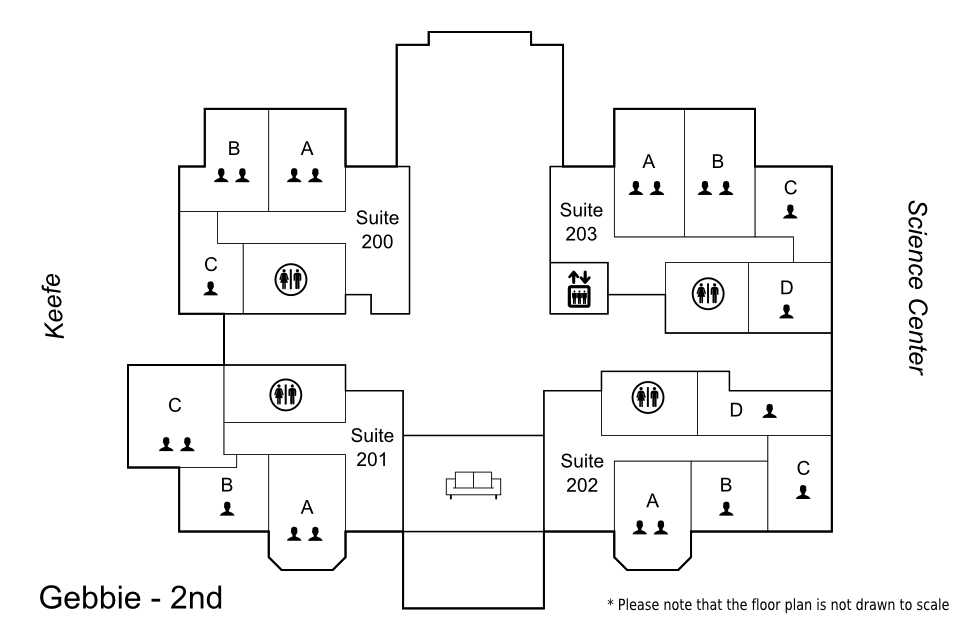 B
A
Suite
200
C
A
B
C
Suite
203
D
Keefe
Science Center
C
Suite
201
B
A
D
Suite
202
A
B
C
Gebbie - 2nd
* Please note that the floor plan is not drawn to scale